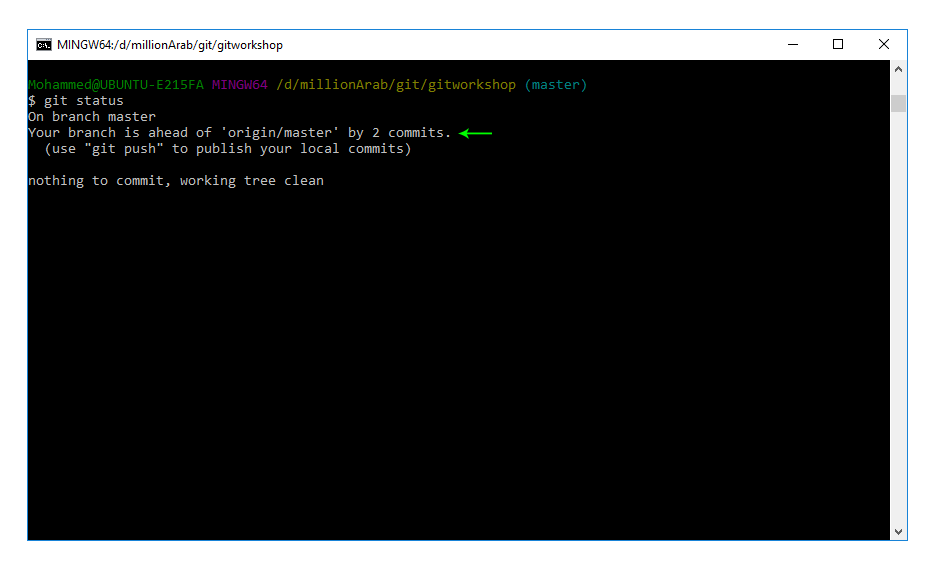 MINGW64:/d/millionArab/git/gitworkshop
Mohammed@UBUNTU-E215FA MINGW64 /d/millionArab/git/gitworkshop (master)
$ git status
On branch master
Your branch is ahead of 'origin/master' by 2 commits.
  (use "git push" to publish your local commits)
nothing to commit, working tree clean